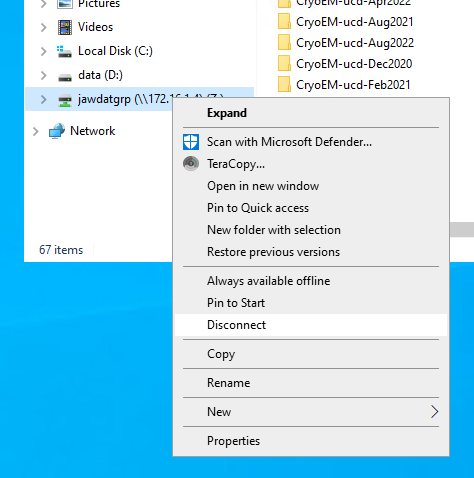 Pictures
Videos
Local Disk (C:)
data (D:)
jawdatgrp (\\172.16.1.4) (Z:)
Network
67 items
CryoEM-ucd-Apr2022
CryoEM-ucd-Aug2021
CryoEM-ucd-Aug2022
CryoEM-ucd-Dec2020
CryoEM-ucd-Feb2021
Expand
Scan with Microsoft Defender...
TeraCopy...
Open in new window
Pin to Quick access
New folder with selection
Restore previous versions
Always available offline
Pin to Start
Disconnect
Copy
Rename
New
Properties